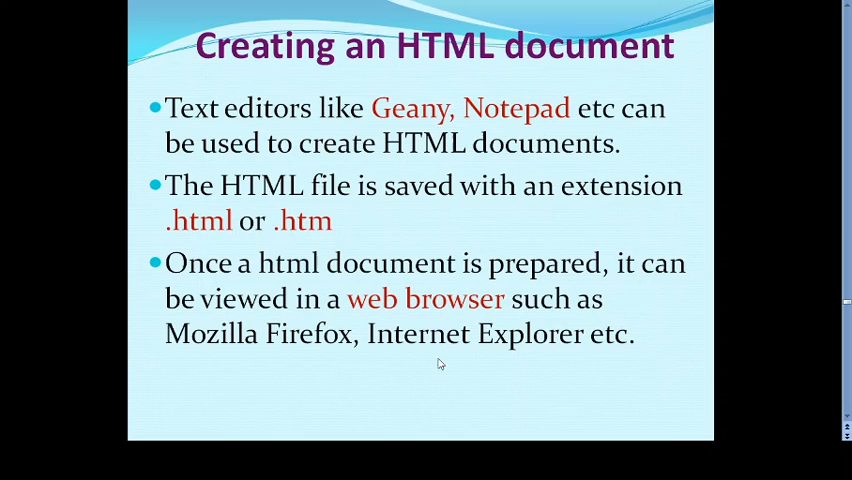 Creating an HTML document
•Text editors like Geany, Notepad etc can
be used to create HTML documents.
•The HTML file is saved with an extension
.html or .htm
•Once a html document is prepared, it can
be viewed in a web browser such as
Mozilla Firefox, Internet Explorer etc.